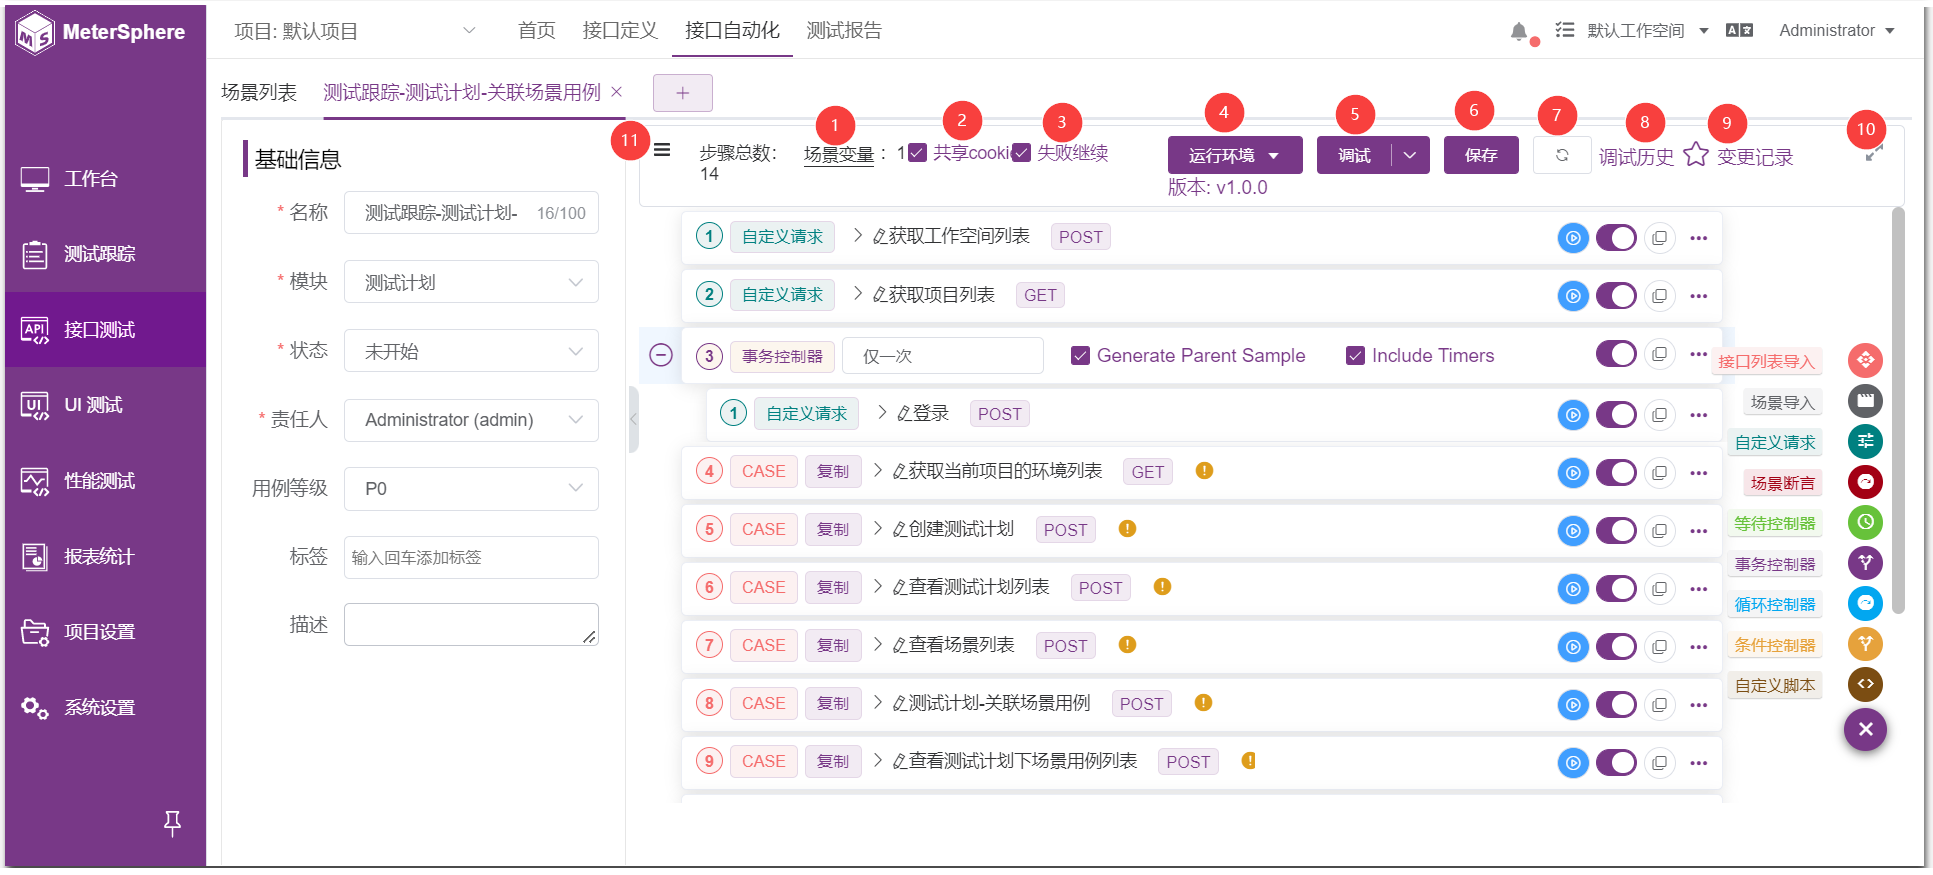 MeterSphere
项目: 默认项目
首页
接口定义
接口自动化
测试报告
默认工作空间
Administrator
场景列表
测试跟踪-测试计划-关联场景用例
+
工作台
测试跟踪
接口测试
UI 测试
性能测试
报表统计
项目设置
系统设置
基础信息
* 名称
测试跟踪-测试计划-
16/100
* 模块
测试计划
* 状态
未开始
* 责任人
Administrator (admin)
用例等级
P0
标签
输入回车添加标签
描述
11
1
2
3
4
5
6
7
8
9
10
步骤总数:
14
场景变量 : 1
共享cooki
失败继续
运行环境
调试
保存
调试历史
变更记录
版本: v1.0.0
1 自定义请求 获取工作空间列表 POST
2 自定义请求 获取项目列表 GET
3 事务控制器 仅一次 Generate Parent Sample Include Timers
1 自定义请求 登录 POST
4 CASE 复制 获取当前项目的环境列表 GET
5 CASE 复制 创建测试计划 POST
6 CASE 复制 查看测试计划列表 POST
7 CASE 复制 查看场景列表 POST
8 CASE 复制 测试计划-关联场景用例 POST
9 CASE 复制 查看测试计划下场景用例列表 POST
接口列表导入
场景导入
自定义请求
场景断言
等待控制器
事务控制器
循环控制器
条件控制器
自定义脚本